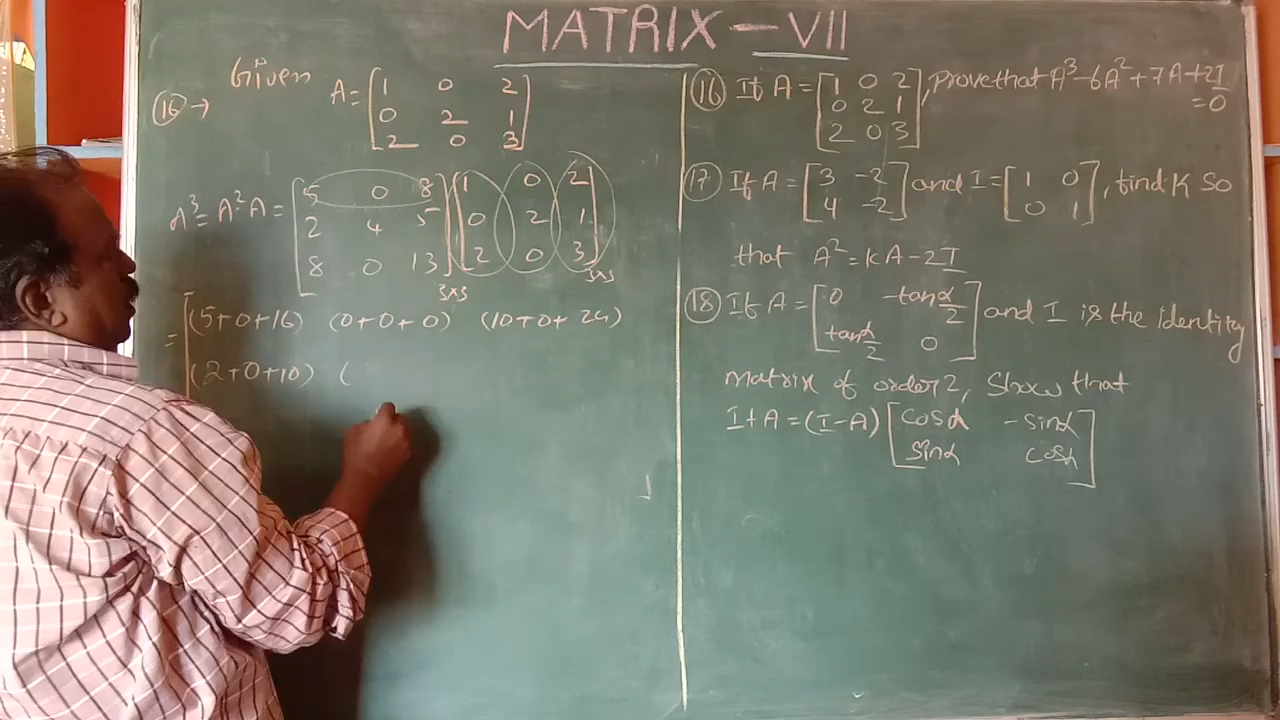 MATRIX - VII
(16) → Given A = [1 0 2
0 2 1
2 0 3]
A³ = A²·A = [5 0 8] [1 0 2]
[2 4 5] [0 2 1]
[8 0 13]3x3 [2 0 3]3x3
= [(5+0+16) (0+0+0) (10+0+24)
(2+0+10) (
(16) If A = [1 0 2
0 2 1
2 0 3], Prove that A³-6A²+7A+2I
=0
(17) If A = [3 -2
4 -2] and I = [1 0
0 1], find K so
that A² = KA-2I
(18) If A = [0 -tanα/2
tanα/2 0] and I is the identity
Matrix of order 2, Show that
I+A = (I-A) [cosα -sinα
sinα cosα]